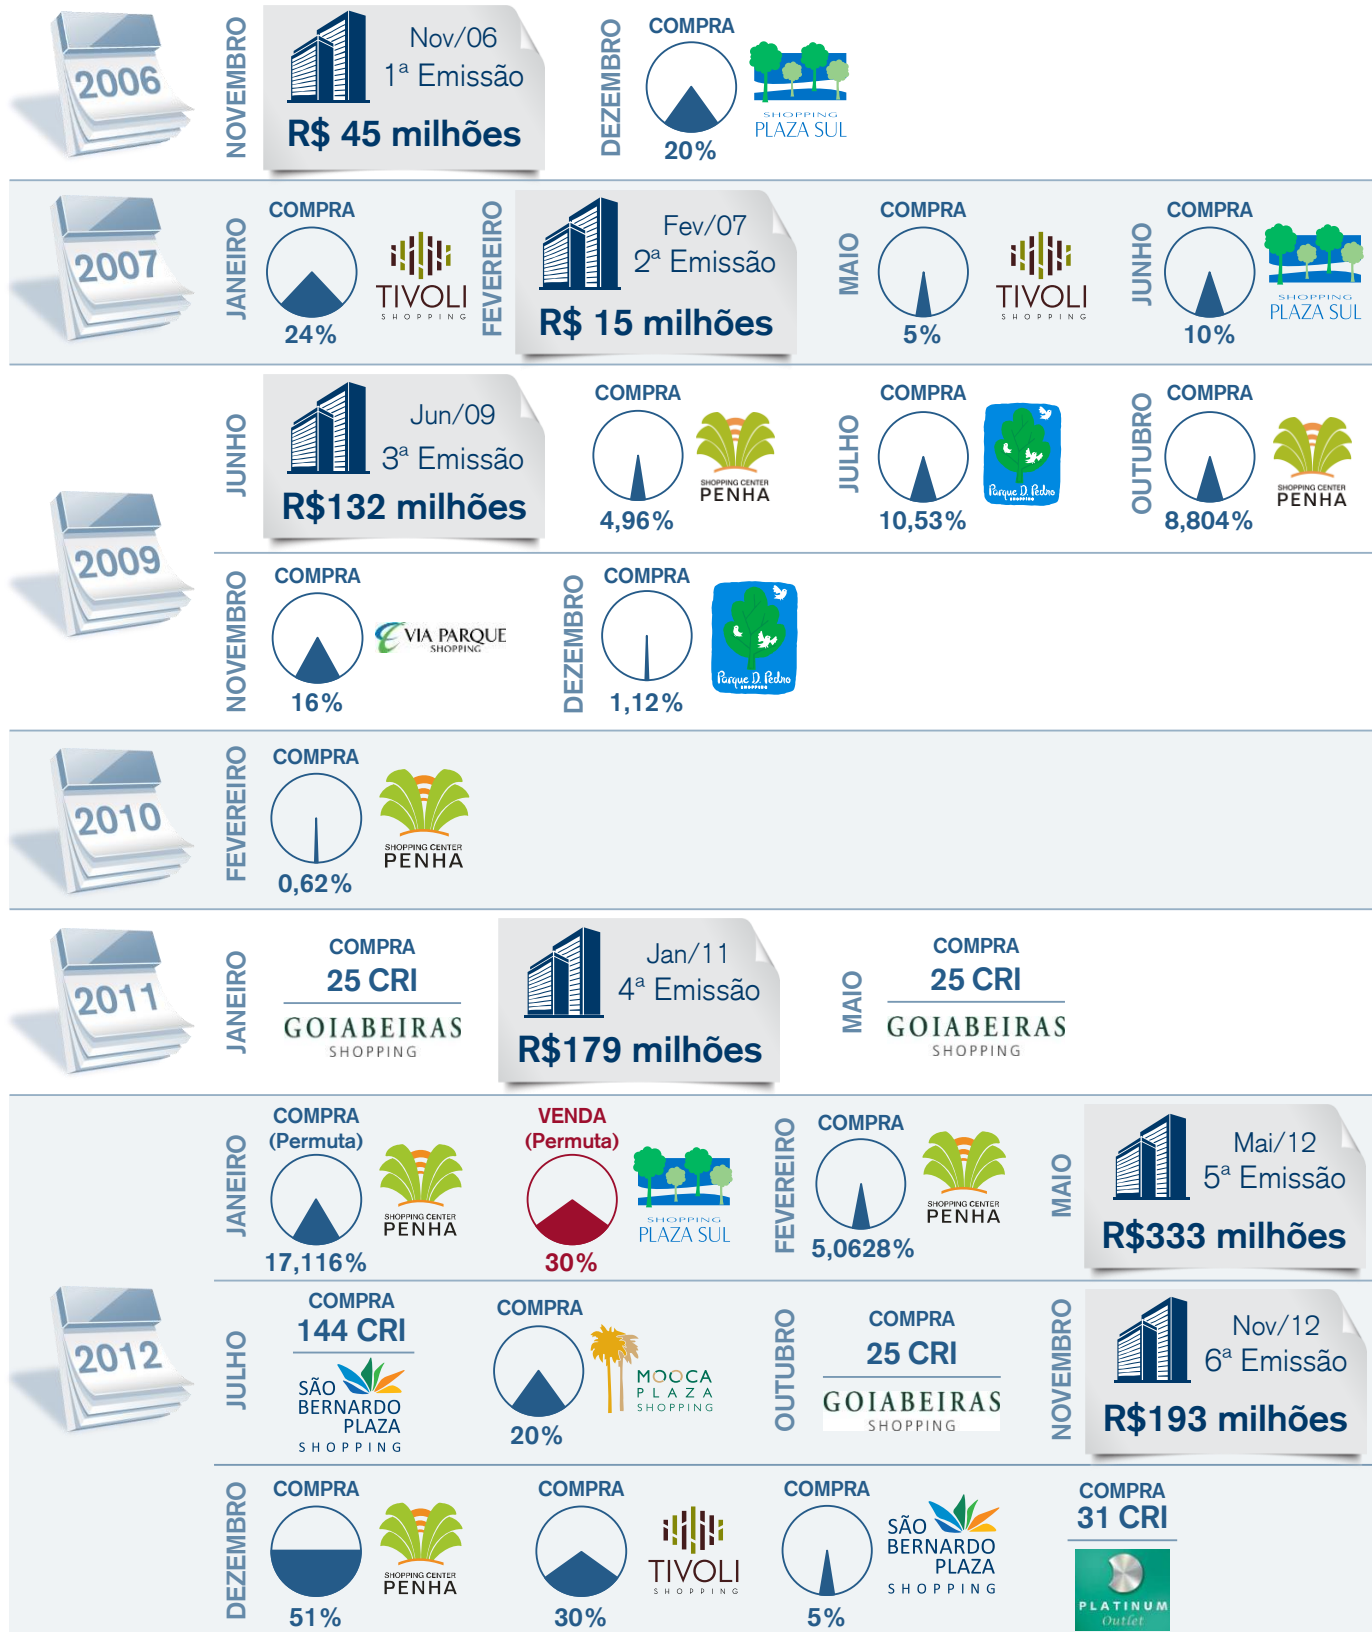 2006
NOVEMBRO
Nov/06
1ª Emissão
R$ 45 milhões
DEZEMBRO
COMPRA
20%
SHOPPING
PLAZA SUL
2007
JANEIRO
COMPRA
24%
TIVOLI
SHOPPING
FEVEREIRO
Fev/07
2ª Emissão
R$ 15 milhões
MAIO
COMPRA
5%
TIVOLI
SHOPPING
JUNHO
COMPRA
10%
SHOPPING
PLAZA SUL
2009
JUNHO
Jun/09
3ª Emissão
R$132 milhões
COMPRA
4,96%
SHOPPING CENTER
PENHA
JULHO
COMPRA
10,53%
Parque D. Pedro
SHOPPING
OUTUBRO
COMPRA
8,804%
SHOPPING CENTER
PENHA
NOVEMBRO
COMPRA
16%
VIA PARQUE
SHOPPING
DEZEMBRO
COMPRA
1,12%
Parque D. Pedro
SHOPPING
2010
FEVEREIRO
COMPRA
0,62%
SHOPPING CENTER
PENHA
2011
JANEIRO
COMPRA
25 CRI
GOIABEIRAS
SHOPPING
Jan/11
4ª Emissão
R$179 milhões
MAIO
COMPRA
25 CRI
GOIABEIRAS
SHOPPING
2012
JANEIRO
COMPRA
(Permuta)
17,116%
SHOPPING CENTER
PENHA
VENDA
(Permuta)
30%
SHOPPING
PLAZA SUL
FEVEREIRO
COMPRA
5,0628%
SHOPPING CENTER
PENHA
MAIO
Mai/12
5ª Emissão
R$333 milhões
JULHO
COMPRA
144 CRI
SÃO
BERNARDO
PLAZA
SHOPPING
COMPRA
20%
MOOCA
PLAZA
SHOPPING
OUTUBRO
COMPRA
25 CRI
GOIABEIRAS
SHOPPING
NOVEMBRO
Nov/12
6ª Emissão
R$193 milhões
DEZEMBRO
COMPRA
51%
SHOPPING CENTER
PENHA
COMPRA
30%
TIVOLI
SHOPPING
COMPRA
5%
SÃO
BERNARDO
PLAZA
SHOPPING
COMPRA
31 CRI
PLATINUM
Outlet